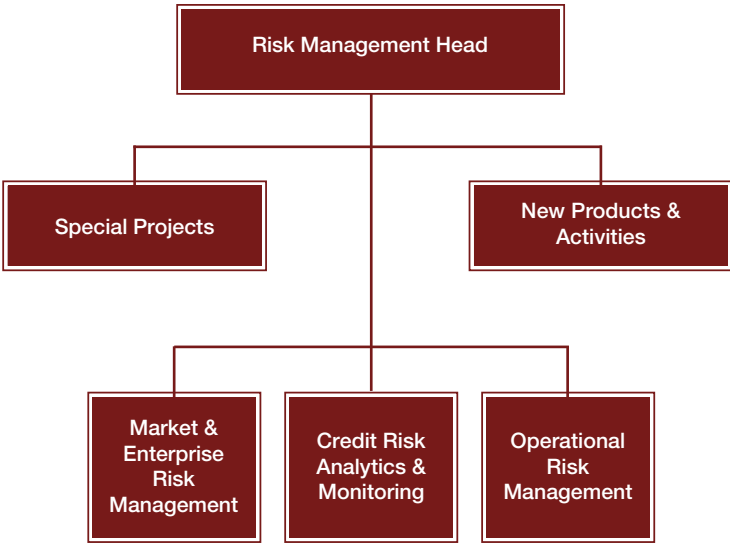 Risk Management Head
Special Projects
New Products &
Activities
Market &
Enterprise
Risk
Management
Credit Risk
Analytics &
Monitoring
Operational
Risk
Management